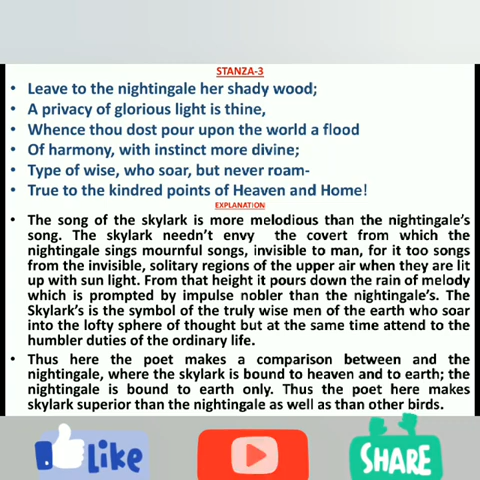 STANZA-3
• Leave to the nightingale her shady wood;
• A privacy of glorious light is thine,
• Whence thou dost pour upon the world a flood
• Of harmony, with instinct more divine;
• Type of wise, who soar, but never roam-
• True to the kindred points of Heaven and Home!
EXPLANATION
• The song of the skylark is more melodious than the nightingale's
song. The skylark needn't envy the covert from which the
nightingale sings mournful songs, invisible to man, for it too songs
from the invisible, solitary regions of the upper air when they are lit
up with sun light. From that height it pours down the rain of melody
which is prompted by impulse nobler than the nightingale's. The
Skylark's is the symbol of the truly wise men of the earth who soar
into the lofty sphere of thought but at the same time attend to the
humbler duties of the ordinary life.
• Thus here the poet makes a comparison between and the
nightingale, where the skylark is bound to heaven and to earth; the
nightingale is bound to earth only. Thus the poet here makes
skylark superior than the nightingale as well as than other birds.
Like
SHARE